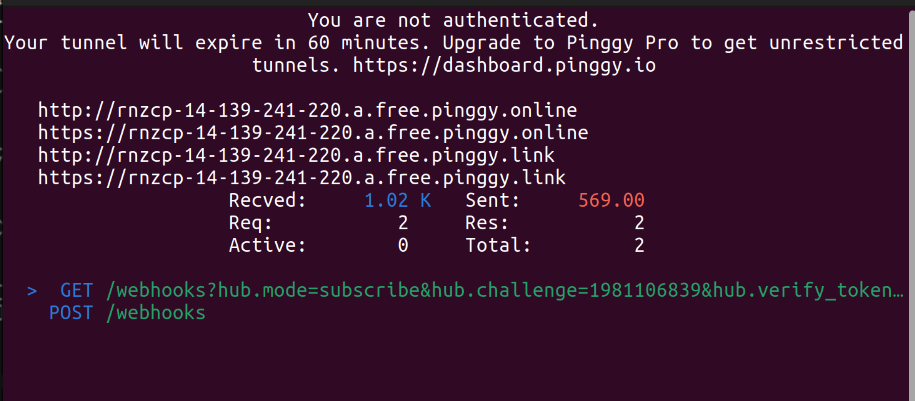 You are not authenticated.
Your tunnel will expire in 60 minutes. Upgrade to Pinggy Pro to get unrestricted
tunnels. https://dashboard.pinggy.io
http://rnzcp-14-139-241-220.a.free.pinggy.online
https://rnzcp-14-139-241-220.a.free.pinggy.online
http://rnzcp-14-139-241-220.a.free.pinggy.link
https://rnzcp-14-139-241-220.a.free.pinggy.link
Recved: 1.02 K Sent: 569.00
Req: 2 Res: 2
Active: 0 Total: 2
> GET /webhooks?hub.mode=subscribe&hub.challenge=1981106839&hub.verify_token…
POST /webhooks